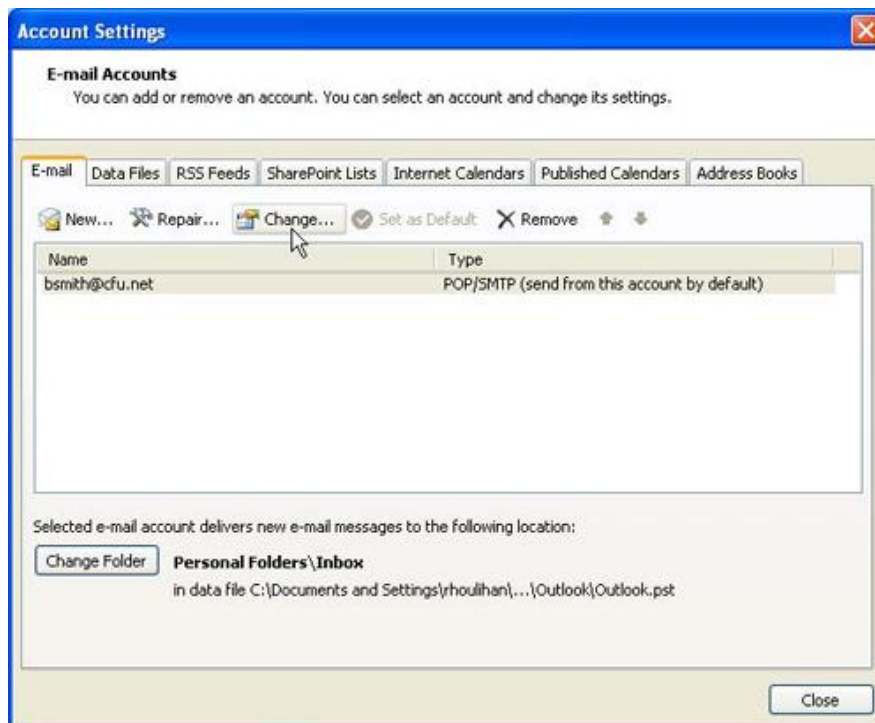 Account Settings
E-mail Accounts
You can add or remove an account. You can select an account and change its settings.
E-mail Data Files RSS Feeds SharePoint Lists Internet Calendars Published Calendars Address Books
New... Repair... Change... Set as Default Remove
Name Type
bsmith@cfu.net POP/SMTP (send from this account by default)
Selected e-mail account delivers new e-mail messages to the following location:
Change Folder Personal Folders\Inbox
in data file C:\Documents and Settings\rhoulihan\...\Outlook\Outlook.pst
Close